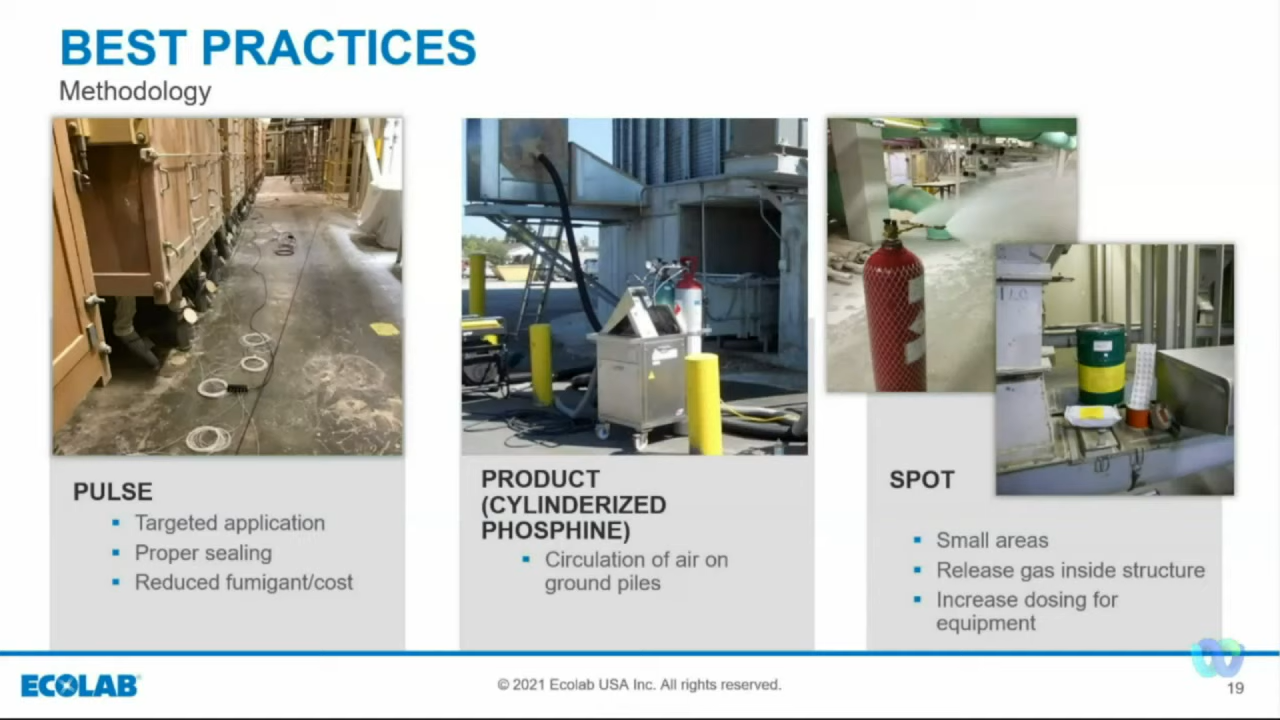 BEST PRACTICES
Methodology
PULSE
Targeted application
Proper sealing
Reduced fumigant/cost
PRODUCT
(CYLINDERIZED
PHOSPHINE)
Circulation of air on
ground piles
SPOT
Small areas
Release gas inside structure
Increase dosing for
equipment
ECOLAB
© 2021 Ecolab USA Inc. All rights reserved.
19